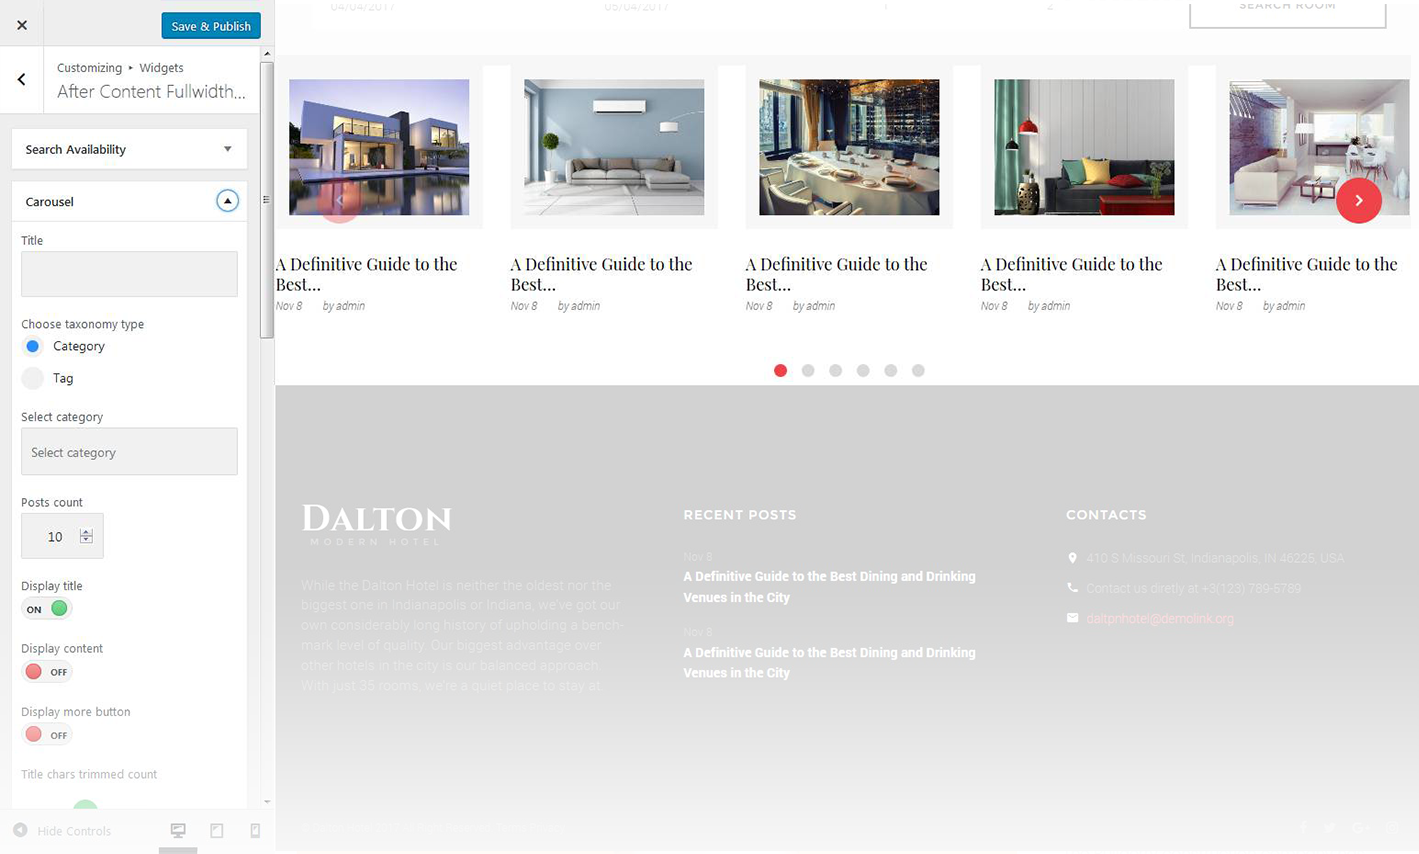 Save & Publish
Customizing ▸ Widgets
After Content Fullwidth...
Search Availability
Carousel
Title
Choose taxonomy type
Category
Tag
Select category
Select category
Posts count
10
Display title
ON
Display content
OFF
Display more button
OFF
Title chars trimmed count
Hide Controls
04/04/2017
05/04/2017
1
2
SEARCH ROOM
A Definitive Guide to the
Best...
Nov 8 by admin
A Definitive Guide to the
Best...
Nov 8 by admin
A Definitive Guide to the
Best...
Nov 8 by admin
A Definitive Guide to the
Best...
Nov 8 by admin
A Definitive Guide to the
Best...
Nov 8 by admin
DALTON
MODERN HOTEL
While the Dalton Hotel is neither the oldest nor the
biggest one in Indianapolis or Indiana, we've got our
own considerably long history of upholding a bench-
mark level of quality. Our biggest advantage over
other hotels in the city is our balanced approach.
With just 35 rooms, we're a quiet place to stay at
RECENT POSTS
Nov 8
A Definitive Guide to the Best Dining and Drinking
Venues in the City
Nov 8
A Definitive Guide to the Best Dining and Drinking
Venues in the City
CONTACTS
410 S Missouri St, Indianapolis, IN 46225, USA
Contact us diretly at +3(123) 789-5789
daltpnhotel@demolink.org